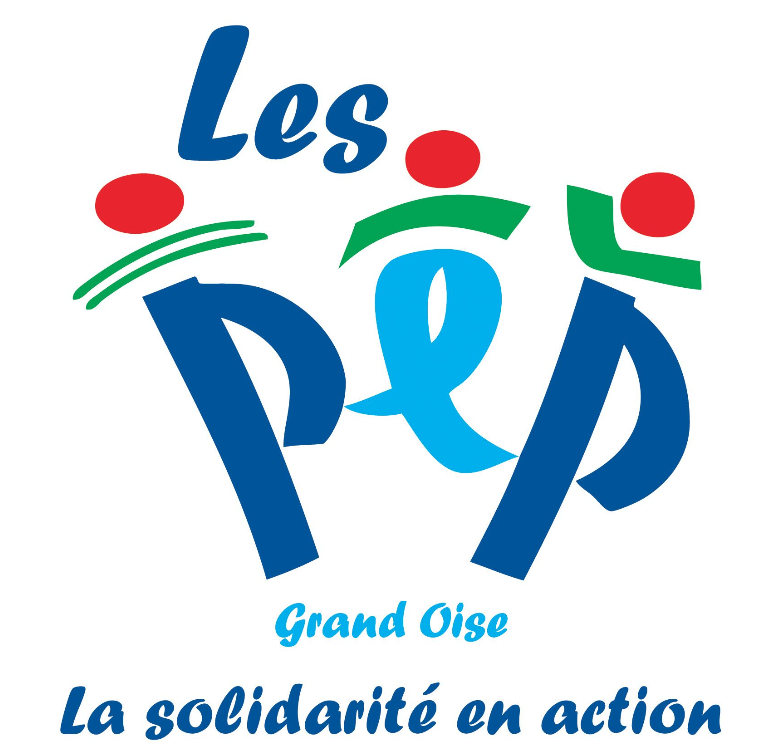 Les
pep
Grand Oise
La solidarité en action